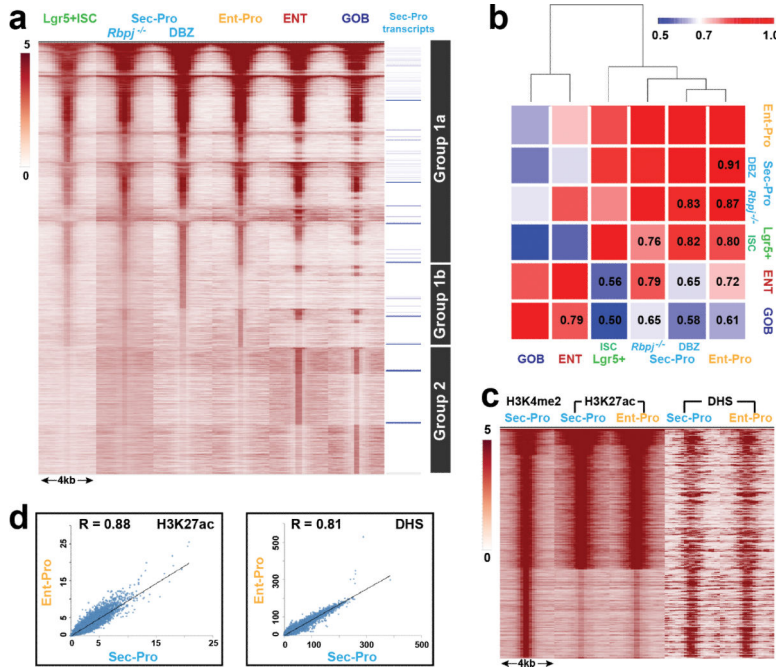 a
Lgr5+ISC Sec-Pro Ent-Pro ENT GOB Sec-Pro
Rbpj -/- DBZ transcripts
5
0
Group 1a
Group 1b
Group 2
4kb
b
0.5 0.7 1.0
Ent-Pro
0.91 DBZ Sec-Pro
0.83 0.87 Rbpj-/-
0.76 0.82 0.80 ISC Lgr5+
0.56 0.79 0.65 0.72 ENT
0.79 0.50 0.65 0.58 0.61 GOB
ISC Rbpj-/- DBZ
GOB ENT Lgr5+ Sec-Pro Ent-Pro
c
H3K4me2 H3K27ac DHS
Sec-Pro Sec-Pro Ent-Pro Sec-Pro Ent-Pro
5
0
4kb
d
R = 0.88 H3K27ac
Ent-Pro
25
15
5
0
0 5 15 25
Sec-Pro
R = 0.81 DHS
Ent-Pro
500
300
100
0
0 100 300 500
Sec-Pro